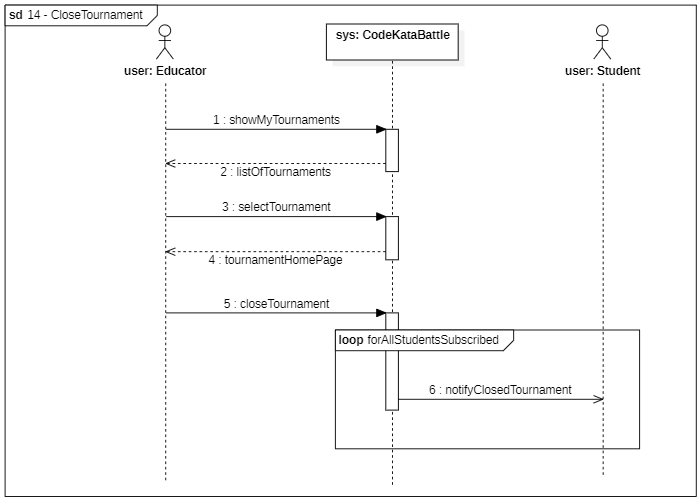 sd 14 - CloseTournament
user: Educator
sys: CodeKataBattle
user: Student
1 : showMyTournaments
2 : listOfTournaments
3 : selectTournament
4 : tournamentHomePage
5 : closeTournament
loop forAllStudentsSubscribed
6 : notifyClosedTournament